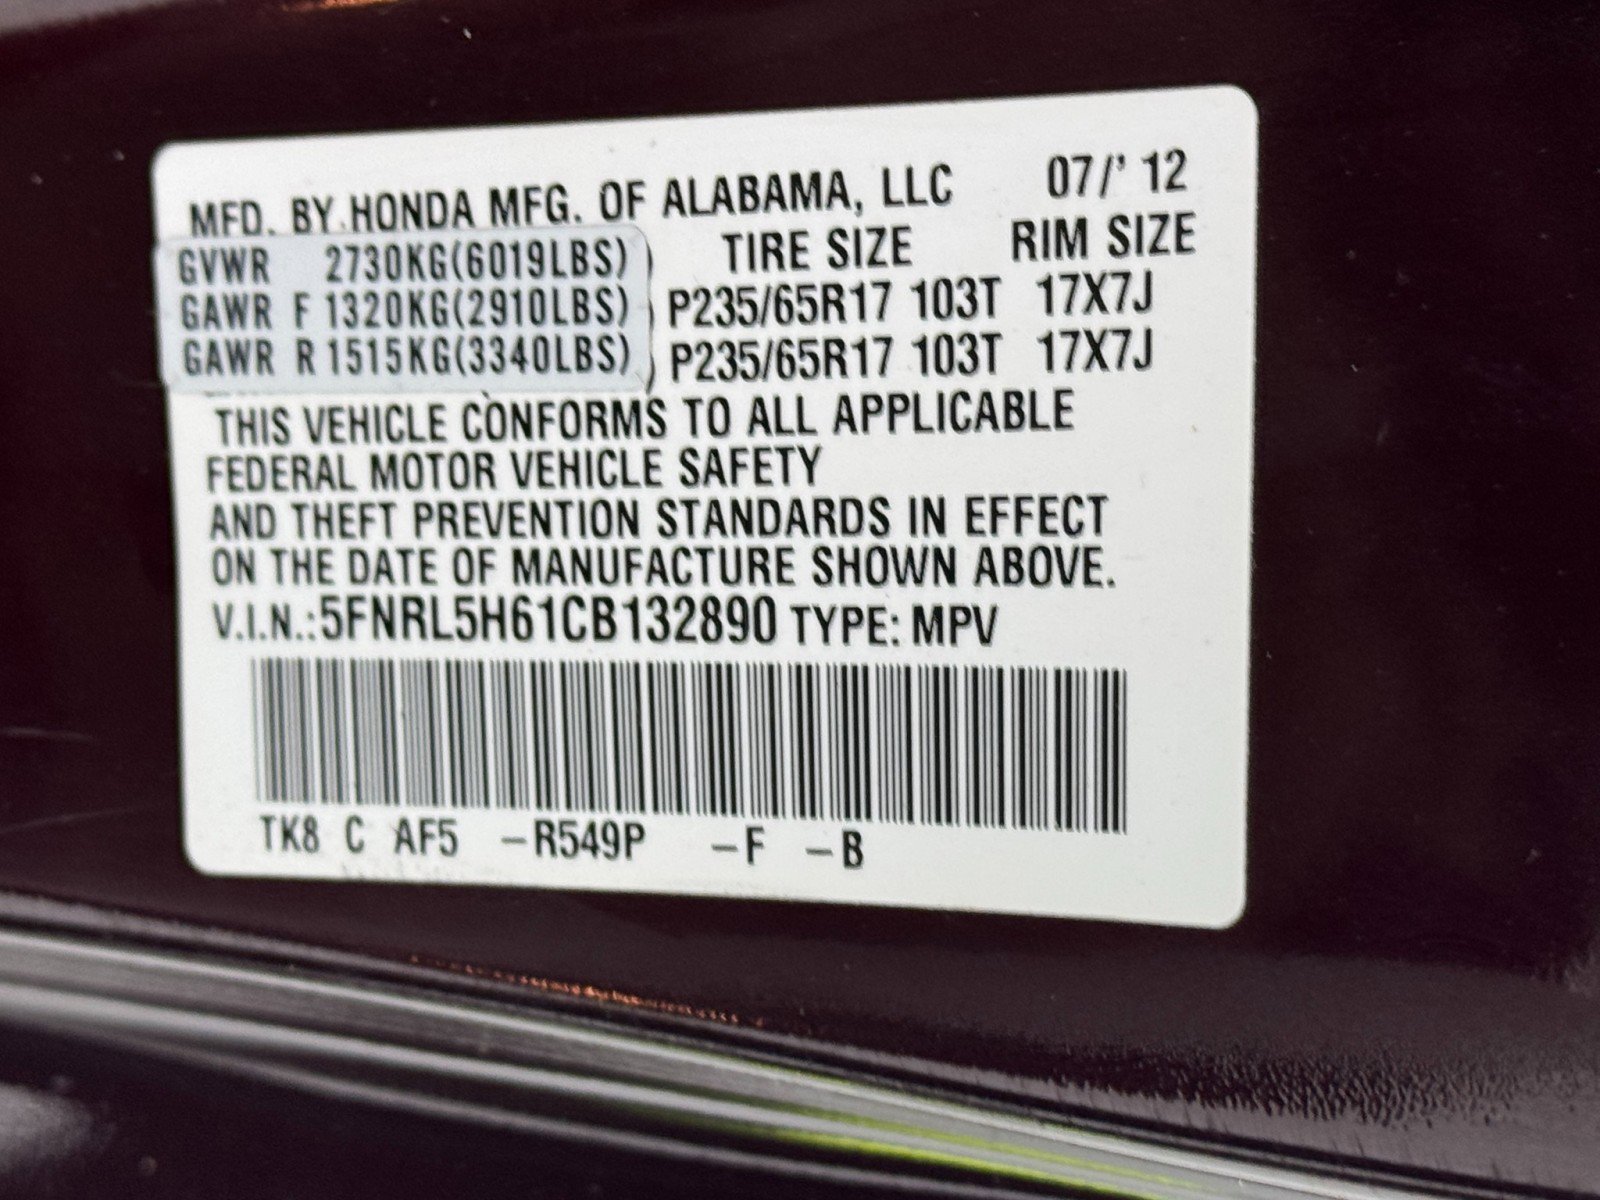 MFD. BY HONDA MFG. OF ALABAMA, LLC 07/' 12
TIRE SIZE RIM SIZE
GVWR 2730KG(6019LBS)
GAWR F 1320KG(2910LBS) P235/65R17 103T 17X7J
GAWR R 1515KG(3340LBS) P235/65R17 103T 17X7J
THIS VEHICLE CONFORMS TO ALL APPLICABLE
FEDERAL MOTOR VEHICLE SAFETY
AND THEFT PREVENTION STANDARDS IN EFFECT
ON THE DATE OF MANUFACTURE SHOWN ABOVE.
V.I.N.:5FNRL5H61CB132890 TYPE: MPV
TK8 C AF5 -R549P -F -B